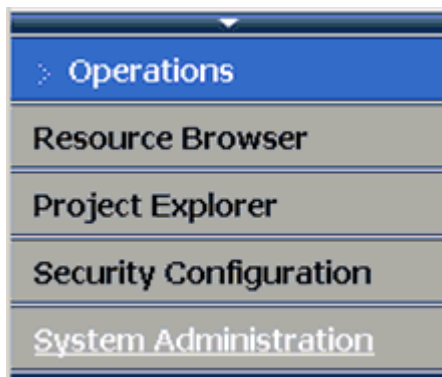 Operations
Resource Browser
Project Explorer
Security Configuration
System Administration